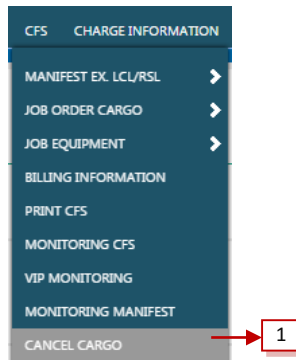 CFS CHARGE INFORMATION
MANIFEST EX. LCL/RSL
JOB ORDER CARGO
JOB EQUIPMENT
BILLING INFORMATION
PRINT CFS
MONITORING CFS
VIP MONITORING
MONITORING MANIFEST
CANCEL CARGO 1